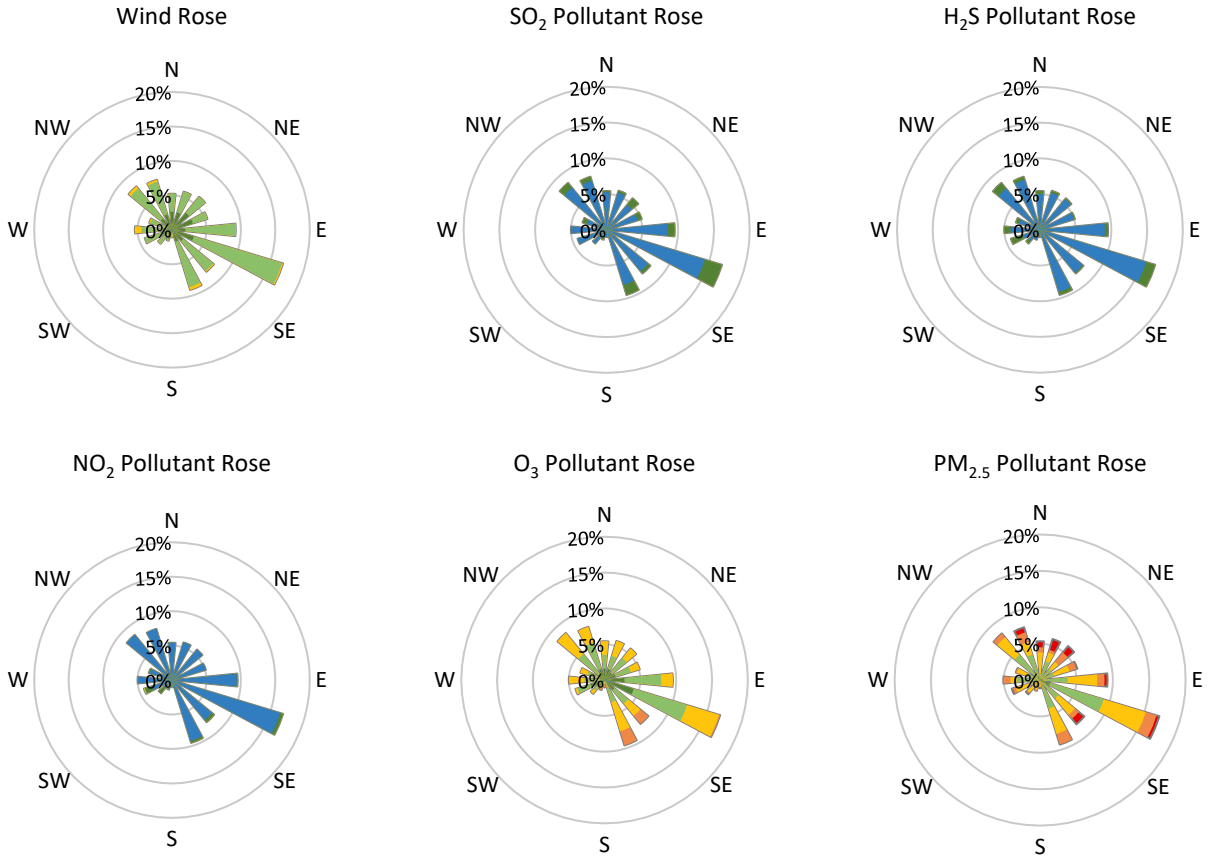 Wind Rose
SO2 Pollutant Rose
H2S Pollutant Rose
N
20%
NW
NE
15%
10%
5%
W
0%
E
SW
SE
S
N
20%
NW
NE
15%
10%
5%
W
0%
E
SW
SE
S
N
20%
NW
NE
15%
10%
5%
W
0%
E
SW
SE
S
NO2 Pollutant Rose
O3 Pollutant Rose
PM2.5 Pollutant Rose
N
20%
NW
NE
15%
10%
5%
W
0%
E
SW
SE
S
N
20%
NW
NE
15%
10%
5%
W
0%
E
SW
SE
S
N
20%
NW
NE
15%
10%
5%
W
0%
E
SW
SE
S